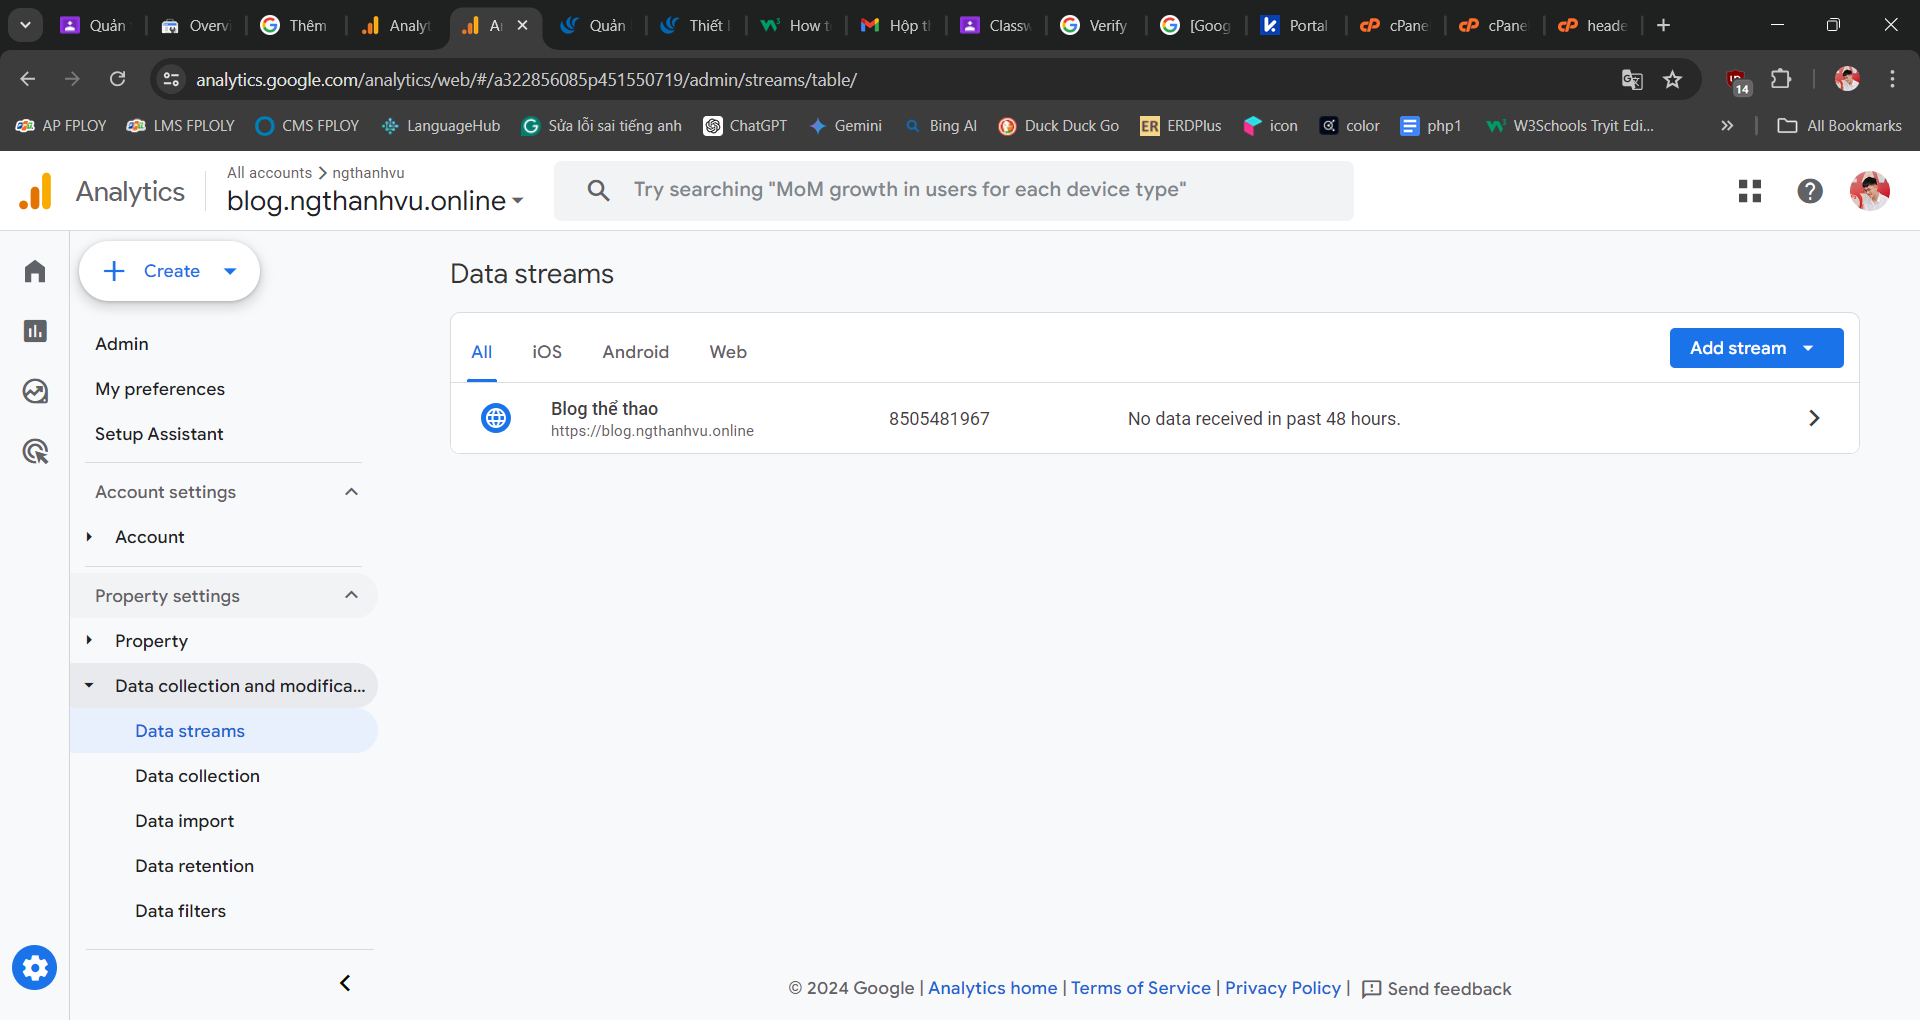 Quản
Overvi
Thêm
Analyt
A
Quản
Thiết
How to
Hộp t
Classw
Verify
[Goog
Portal
cPane
cPane
heade
analytics.google.com/analytics/web/#/a322856085p451550719/admin/streams/table/
14
AP FPLOY
LMS FPLOLY
CMS FPLOY
LanguageHub
Sửa lỗi sai tiếng anh
ChatGPT
Gemini
Bing AI
Duck Duck Go
ER ERDPlus
icon
color
php1
W3Schools Tryit Edi...
All Bookmarks
Analytics
All accounts > ngthanhvu
blog.ngthanhvu.online
Try searching "MoM growth in users for each device type"
Create
Admin
My preferences
Setup Assistant
Account settings
Account
Property settings
Property
Data collection and modifica...
Data streams
Data collection
Data import
Data retention
Data filters
Data streams
All
iOS
Android
Web
Add stream
Blog thể thao
https://blog.ngthanhvu.online
8505481967
No data received in past 48 hours.
© 2024 Google | Analytics home | Terms of Service | Privacy Policy | Send feedback